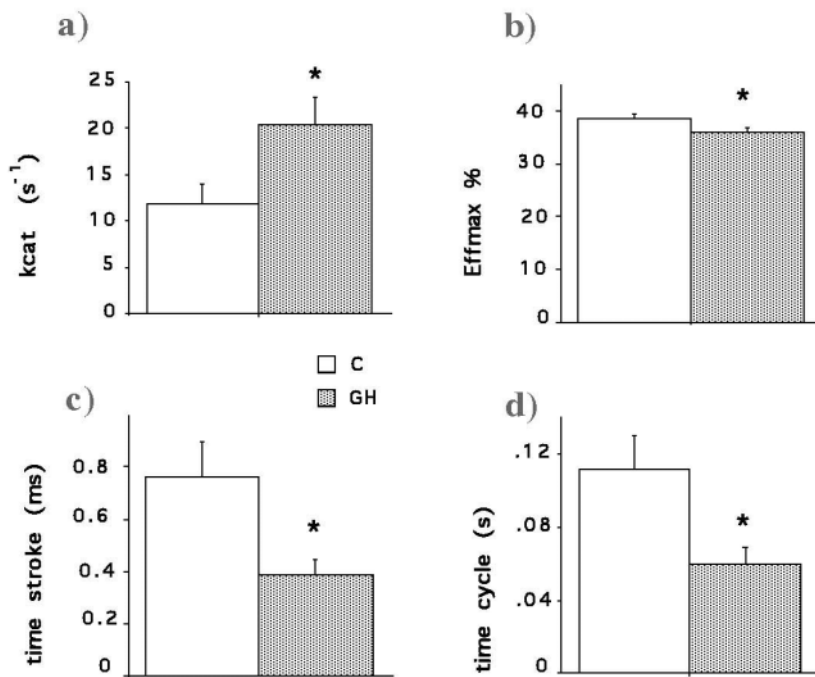 a)
*
25
20
15
10
5
0
kcat (s⁻¹)
b)
*
40
30
20
10
0
Effmax %
C
GH
c)
*
0.8
0.6
0.4
0.2
0
time stroke (ms)
d)
*
.12
.08
.04
0
time cycle (s)